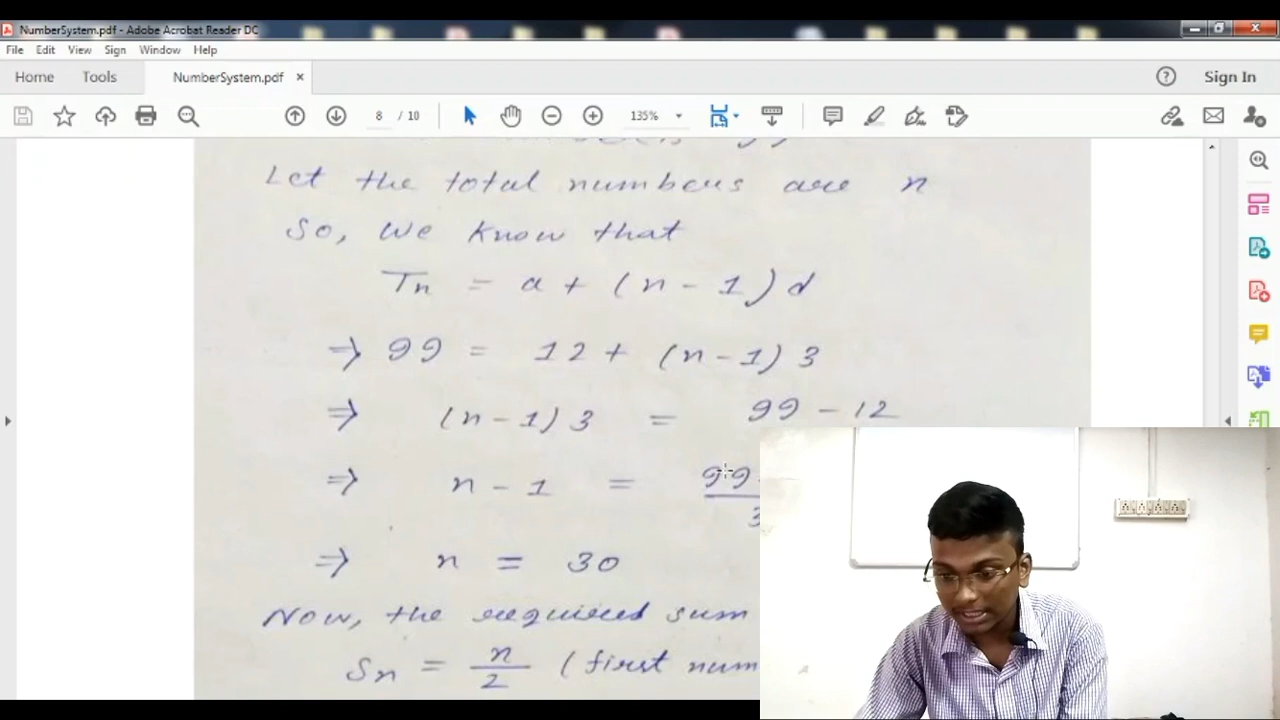 NumberSystem.pdf - Adobe Acrobat Reader DC
File Edit View Sign Window Help
Home Tools NumberSystem.pdf × Sign In
8 / 10 135%
Let the total numbers are n
So, We know that
Tn = a + (n - 1) d
⇒ 99 = 12 + (n-1) 3
⇒ (n-1) 3 = 99 - 12
⇒ n - 1 = 99
3
⇒ n = 30
Now, the required sum
Sn = n/2 (first num